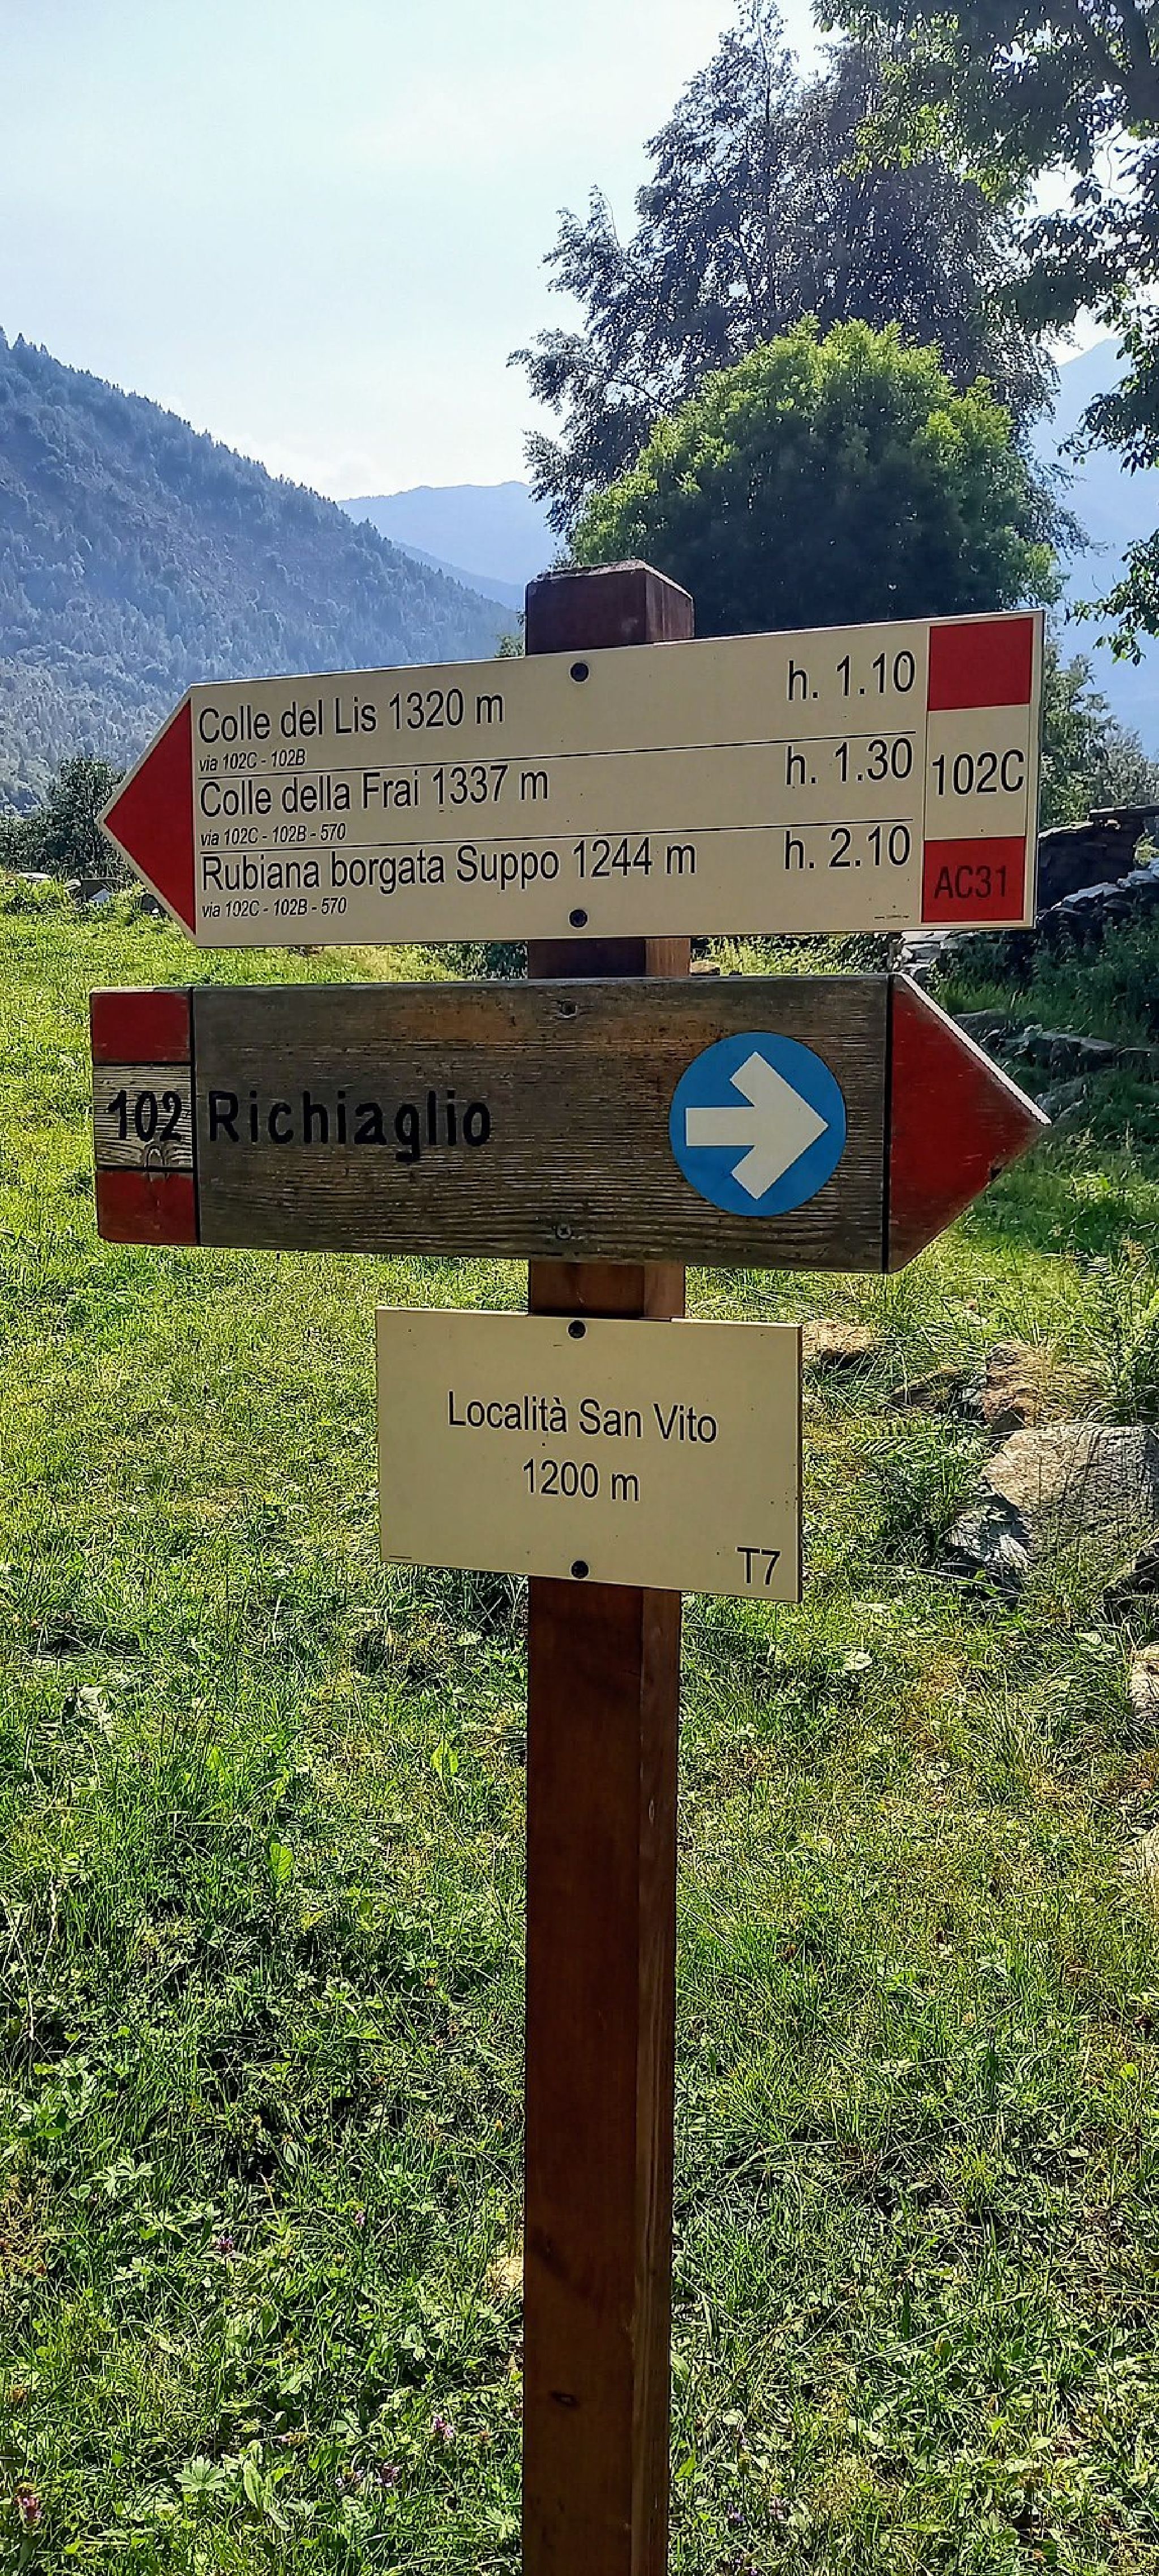 Colle del Lis 1320 m h. 1.10
via 102C - 102B
Colle della Frai 1337 m h. 1.30
via 102C - 102B - 570
Rubiana borgata Suppo 1244 m h. 2.10
via 102C - 102B - 570
102C
AC31
102 Richiaglio
Località San Vito
1200 m
T7